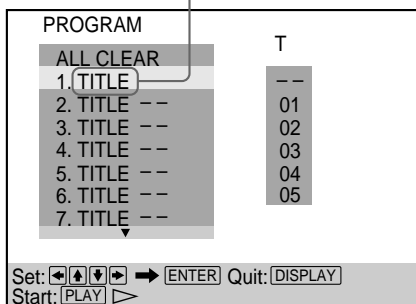 PROGRAM
T
ALL CLEAR
1. TITLE – –
2. TITLE – – 01
3. TITLE – – 02
4. TITLE – – 03
5. TITLE – – 04
6. TITLE – – 05
7. TITLE – –
Set: ENTER Quit: DISPLAY
Start: PLAY